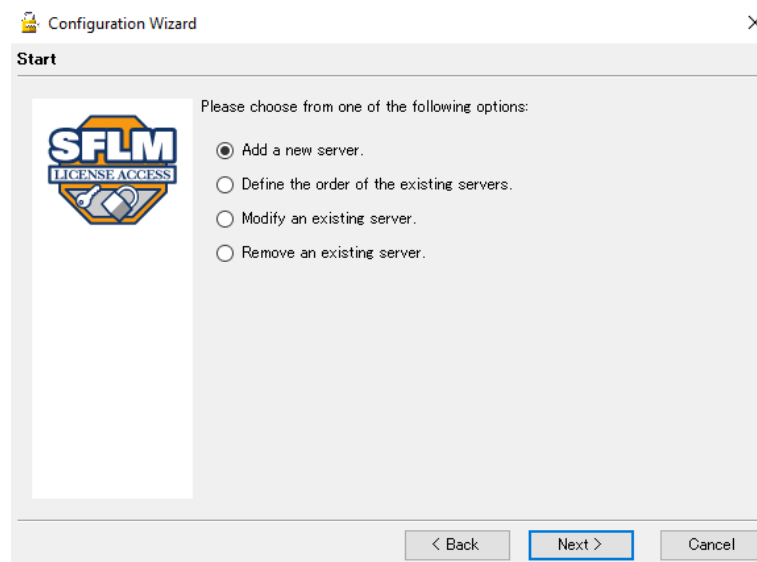 Configuration Wizard
Start
Please choose from one of the following options:
SFLM
LICENSE ACCESS
Add a new server.
Define the order of the existing servers.
Modify an existing server.
Remove an existing server.
< Back
Next >
Cancel